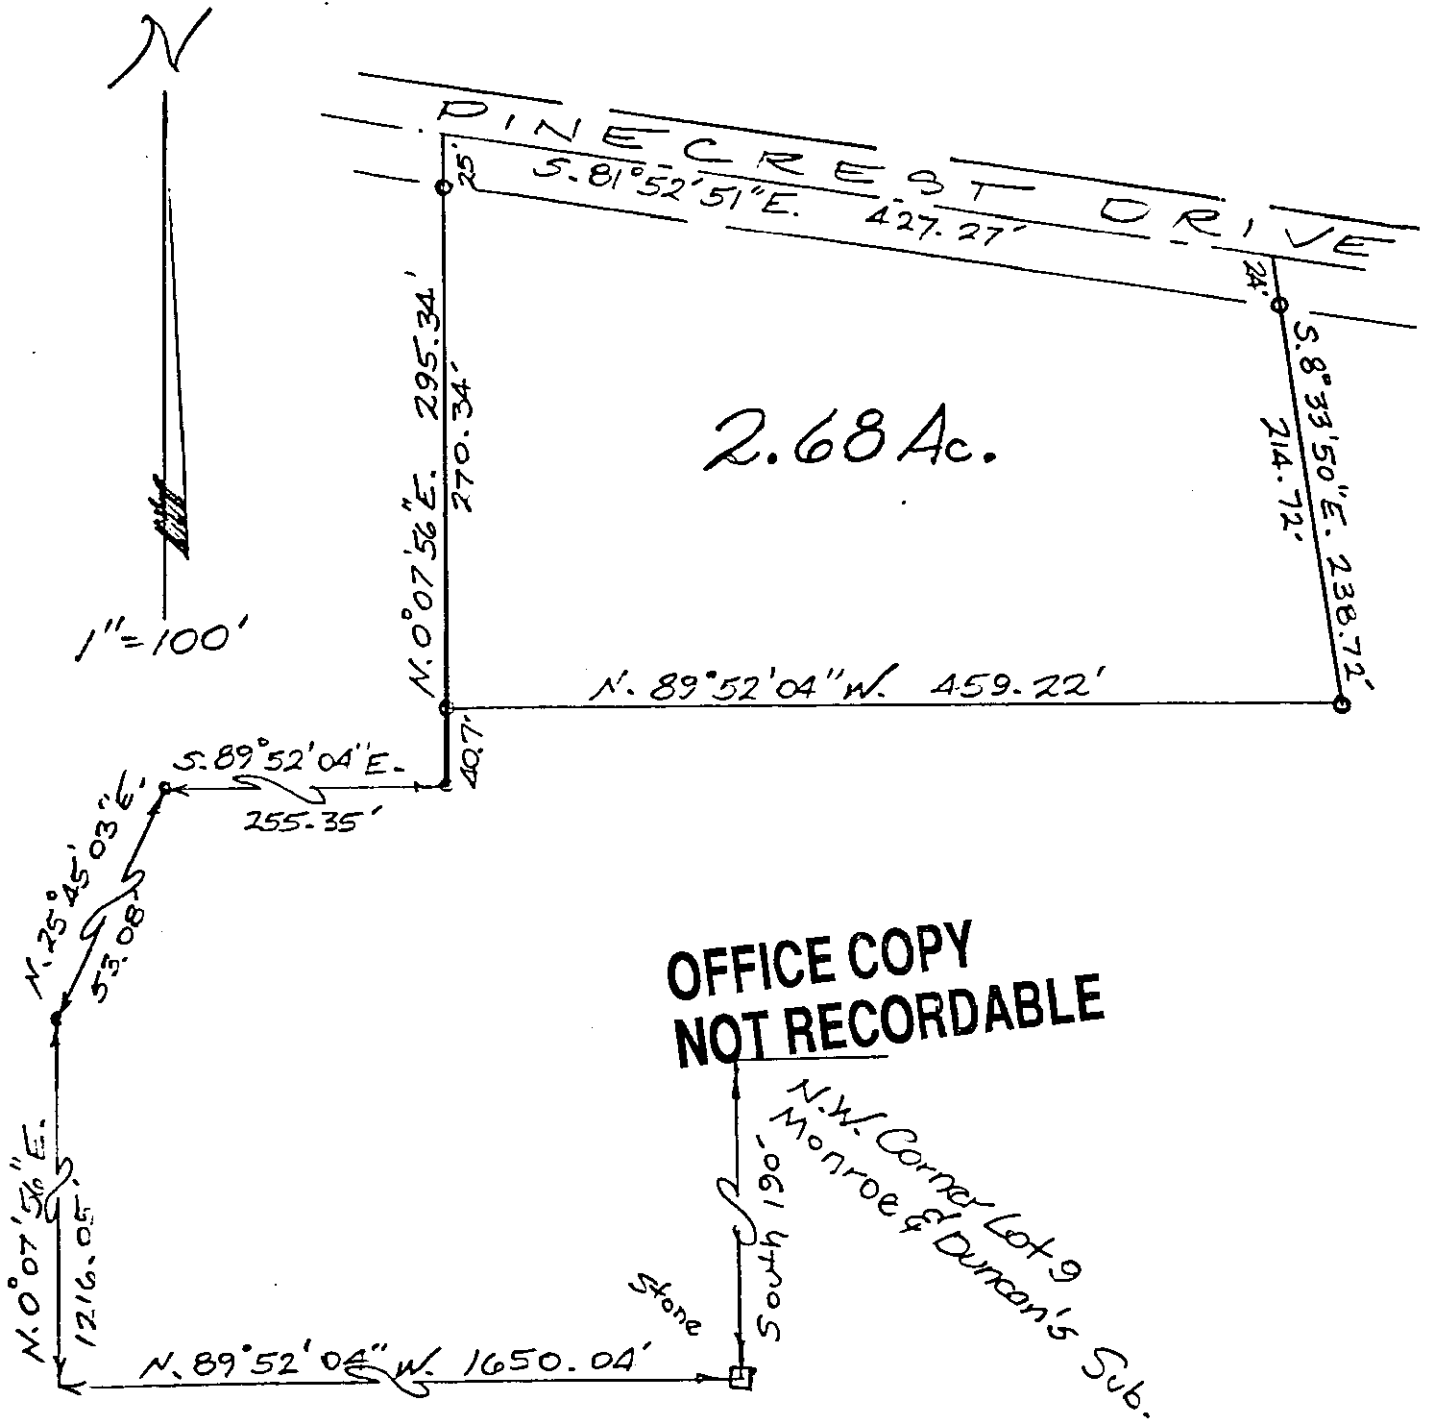 N
PINECREST DRIVE
S. 81°52'51"E. 427.27'
25'
24'
N. 0°07'56"E. 295.34'
270.34'
2.68 Ac.
S. 8°33'50"E. 238.72'
214.72'
1"=100'
N. 89°52'04"W. 459.22'
40.7'
S. 89°52'04"E.
255.35'
N. 25°45'03"
53.08'
OFFICE COPY
NOT RECORDABLE
N.W. Corner Lot 9
Monroe & Duncan's Sub.
South 190'
Stone
N. 0°07'56"E.
1216.05'
N. 89°52'04"W. 1650.04'